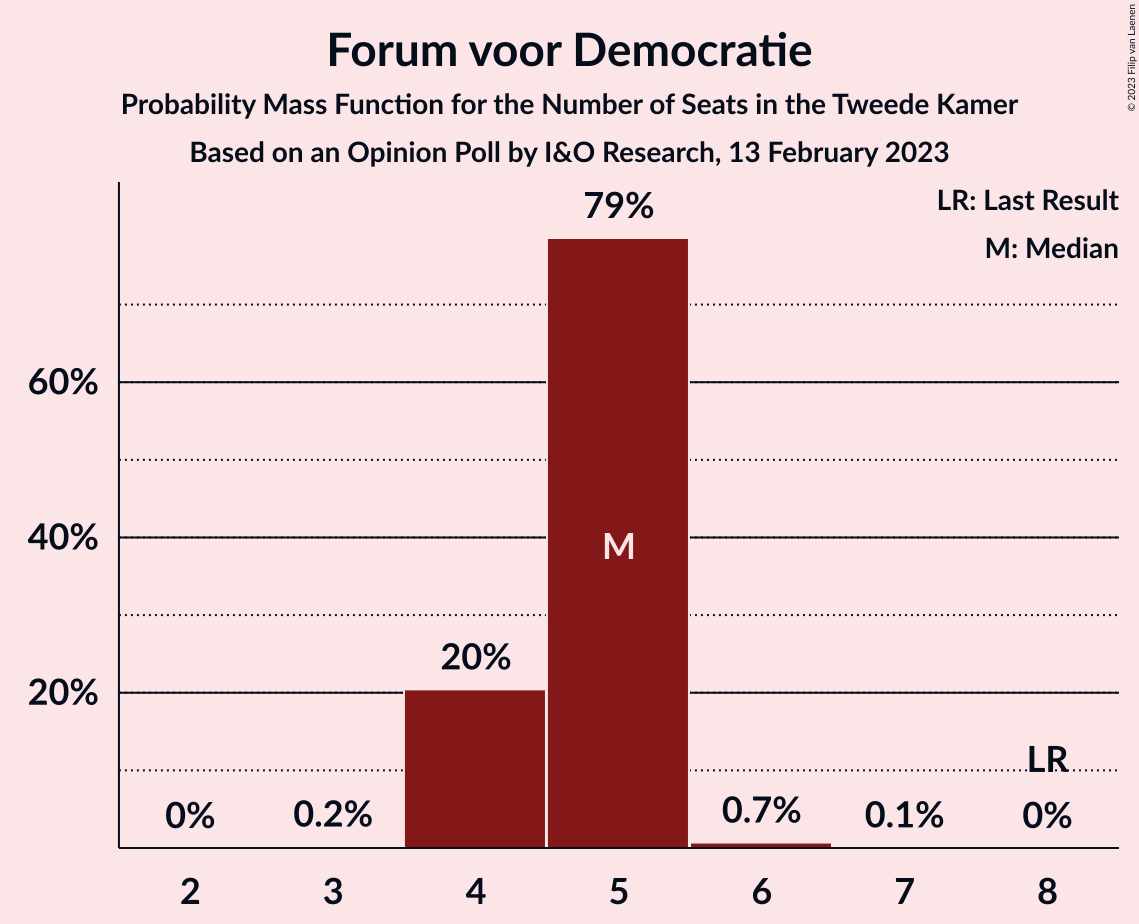 Forum voor Democratie
Probability Mass Function for the Number of Seats in the Tweede Kamer
Based on an Opinion Poll by I&O Research, 13 February 2023
© 2023 Filip van Laenen
LR: Last Result
M: Median
79%
60%
40%
M
20%
20%
LR
0%
0.2%
0.7%
0.1%
0%
2
3
4
5
6
7
8